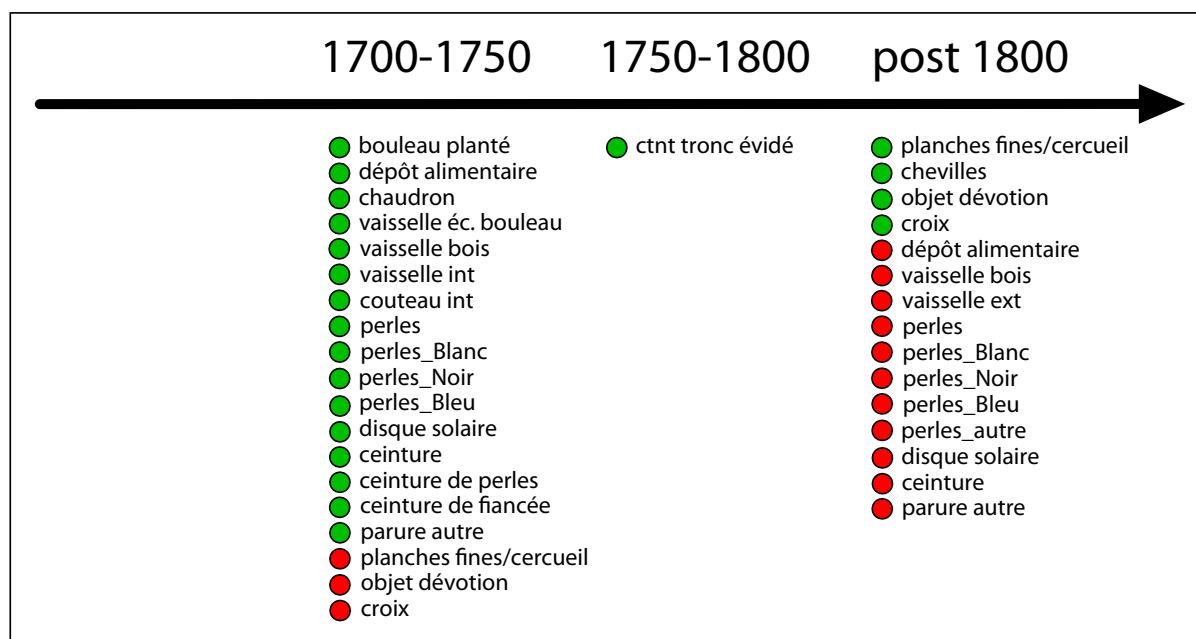 1700-1750 1750-1800 post 1800
bouleau planté
dépôt alimentaire
chaudron
vaisselle éc. bouleau
vaisselle bois
vaisselle int
couteau int
perles
perles_Blanc
perles_Noir
perles_Bleu
disque solaire
ceinture
ceinture de perles
ceinture de fiancée
parure autre
planches fines/cercueil
objet dévotion
croix
ctnt tronc évidé
planches fines/cercueil
chevilles
objet dévotion
croix
dépôt alimentaire
vaisselle bois
vaisselle ext
perles
perles_Blanc
perles_Noir
perles_Bleu
perles_autre
disque solaire
ceinture
parure autre